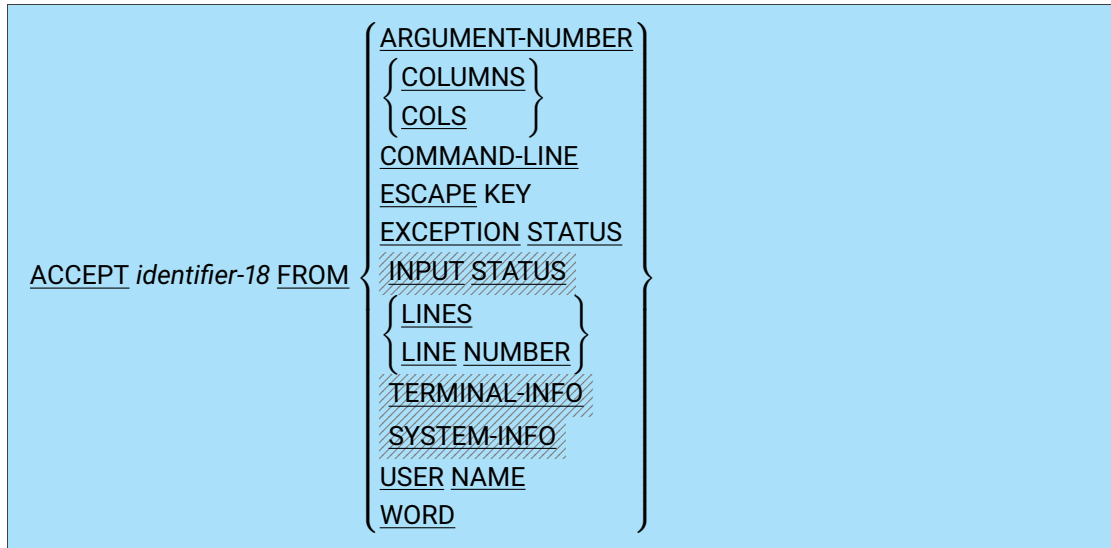 ARGUMENT-NUMBER
COLUMNS
COLS
COMMAND-LINE
ESCAPE KEY
EXCEPTION STATUS
ACCEPT identifier-18 FROM
INPUT STATUS
LINES
LINE NUMBER
TERMINAL-INFO
SYSTEM-INFO
USER NAME
WORD